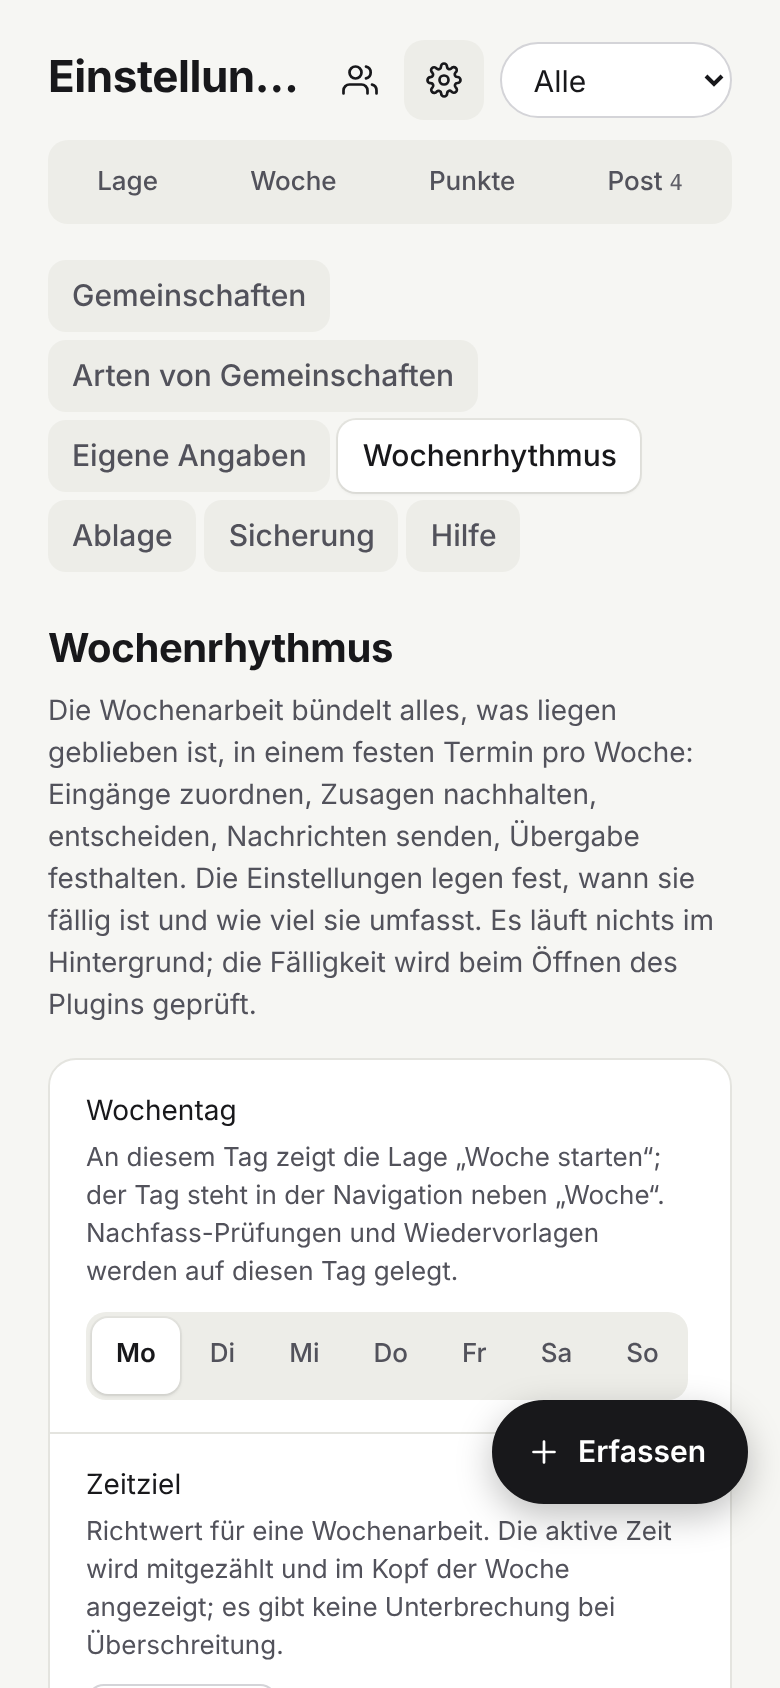 Einstellun...
Alle
Lage Woche Punkte Post 4
Gemeinschaften
Arten von Gemeinschaften
Eigene Angaben Wochenrhythmus
Ablage Sicherung Hilfe
Wochenrhythmus
Die Wochenarbeit bündelt alles, was liegen
geblieben ist, in einem festen Termin pro Woche:
Eingänge zuordnen, Zusagen nachhalten,
entscheiden, Nachrichten senden, Übergabe
festhalten. Die Einstellungen legen fest, wann sie
fällig ist und wie viel sie umfasst. Es läuft nichts im
Hintergrund; die Fälligkeit wird beim Öffnen des
Plugins geprüft.
Wochentag
An diesem Tag zeigt die Lage „Woche starten“;
der Tag steht in der Navigation neben „Woche“.
Nachfass-Prüfungen und Wiedervorlagen
werden auf diesen Tag gelegt.
Mo Di Mi Do Fr Sa So
Erfassen
Zeitziel
Richtwert für eine Wochenarbeit. Die aktive Zeit
wird mitgezählt und im Kopf der Woche
angezeigt; es gibt keine Unterbrechung bei
Überschreitung.